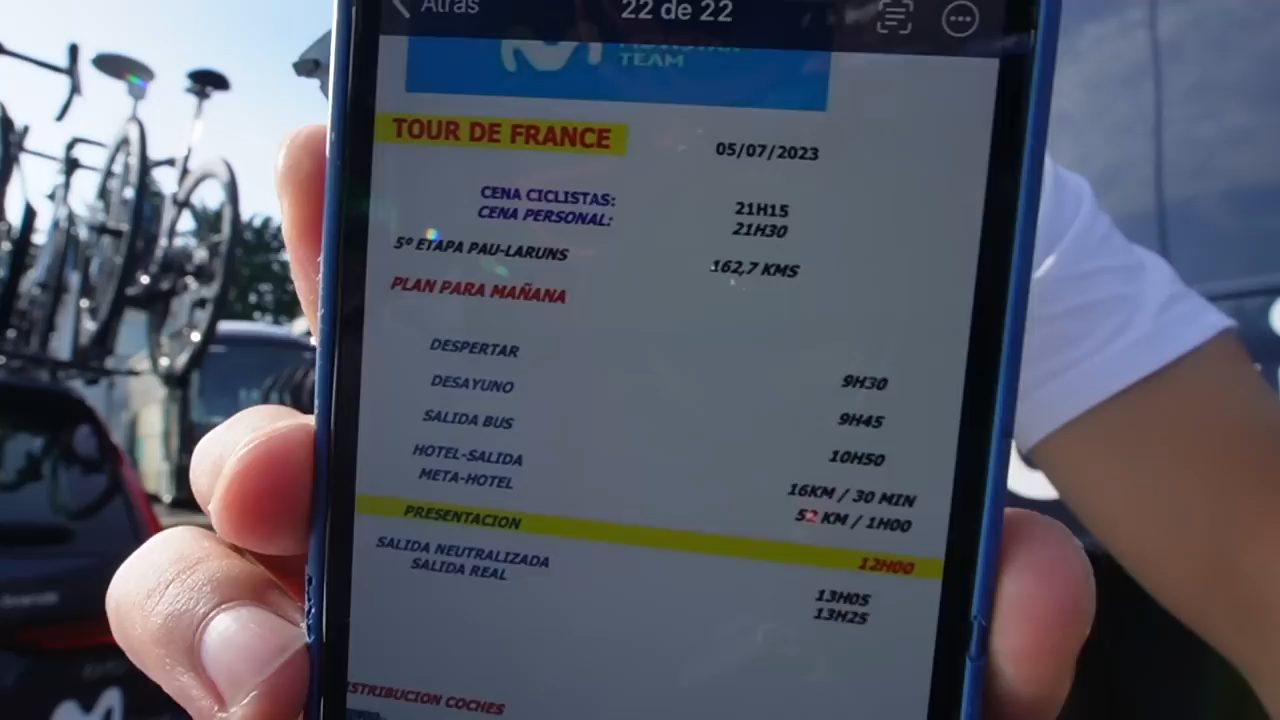 Atrás
22 de 22
TEAM
TOUR DE FRANCE
05/07/2023
CENA CICLISTAS:
21H15
CENA PERSONAL:
21H30
5º ETAPA PAU-LARUNS
162,7 KMS
PLAN PARA MAÑANA
DESPERTAR
9H30
DESAYUNO
9H45
SALIDA BUS
10H50
HOTEL-SALIDA
16KM / 30 MIN
META-HOTEL
52 KM / 1H00
PRESENTACION
12H00
SALIDA NEUTRALIZADA
13H05
SALIDA REAL
13H25
ISTRIBUCION COCHES